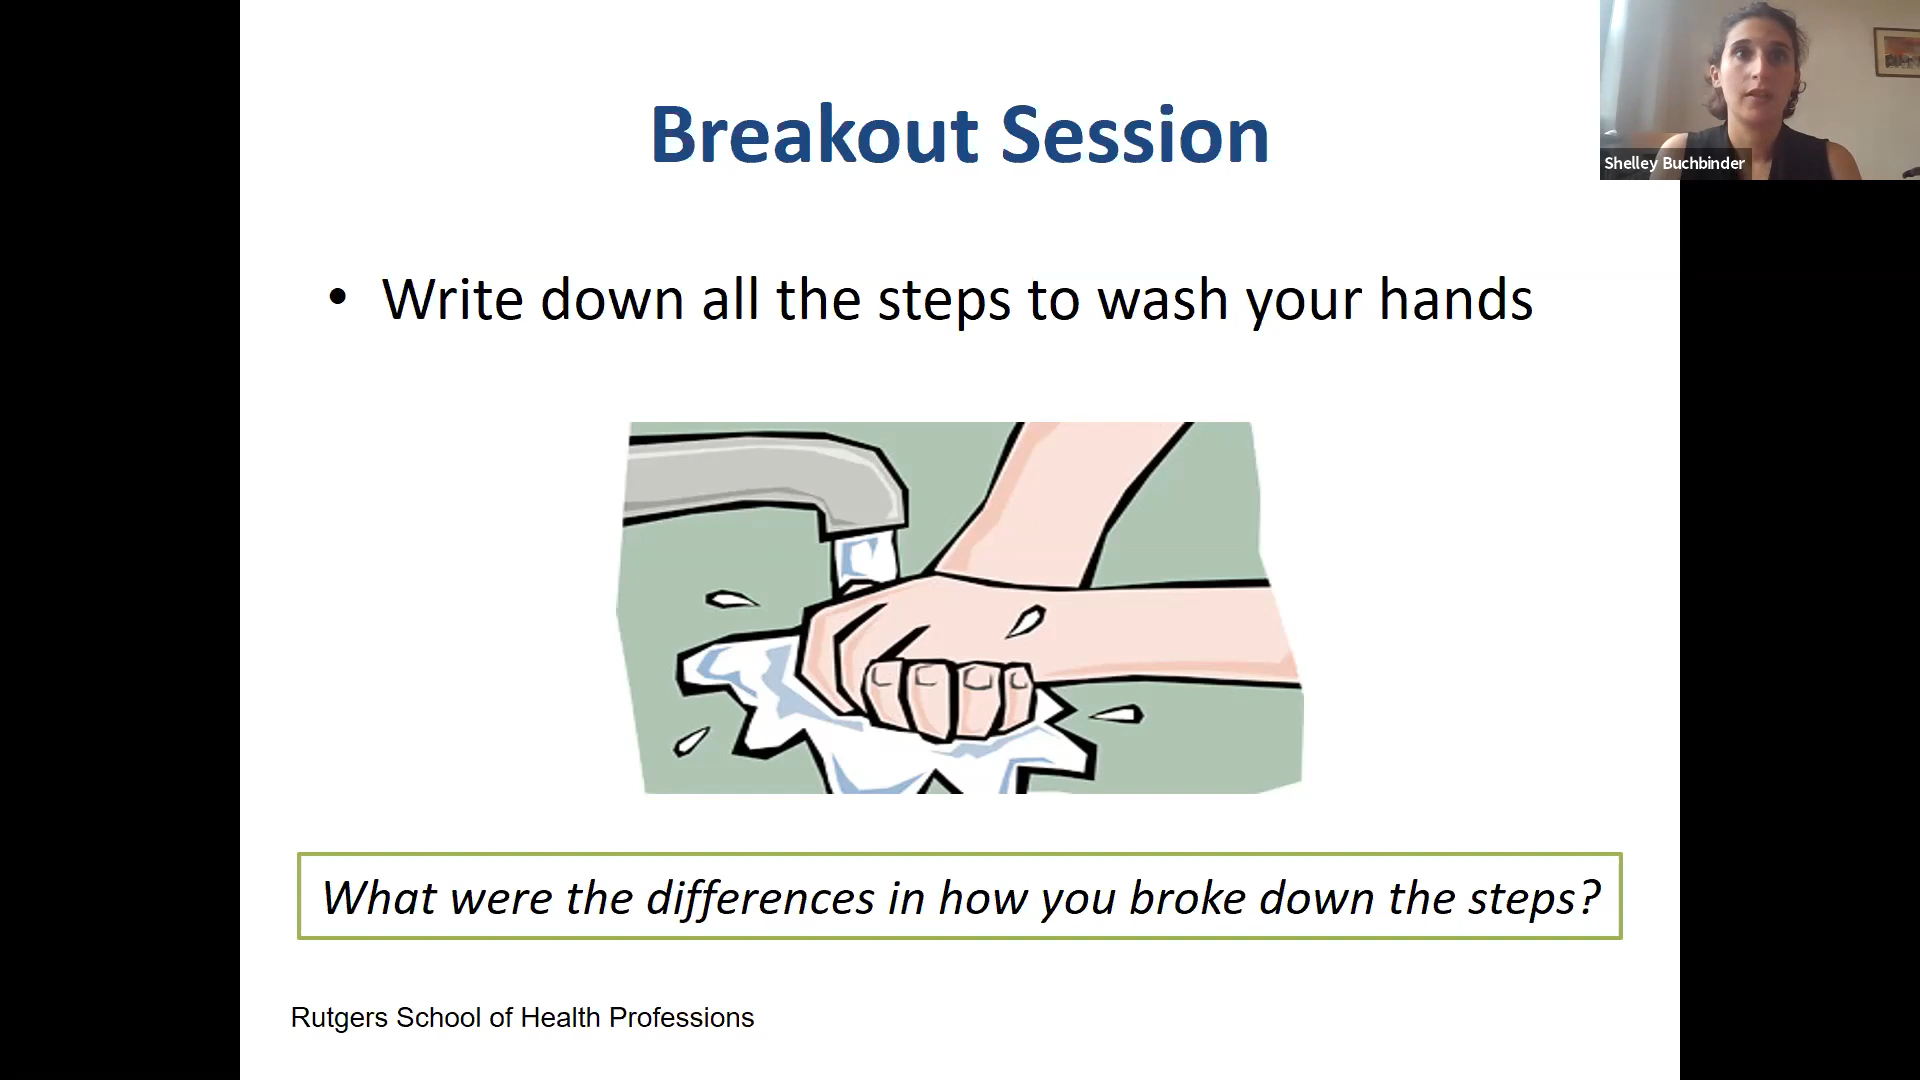 Breakout Session
Shelley Buchbinder
• Write down all the steps to wash your hands
What were the differences in how you broke down the steps?
Rutgers School of Health Professions